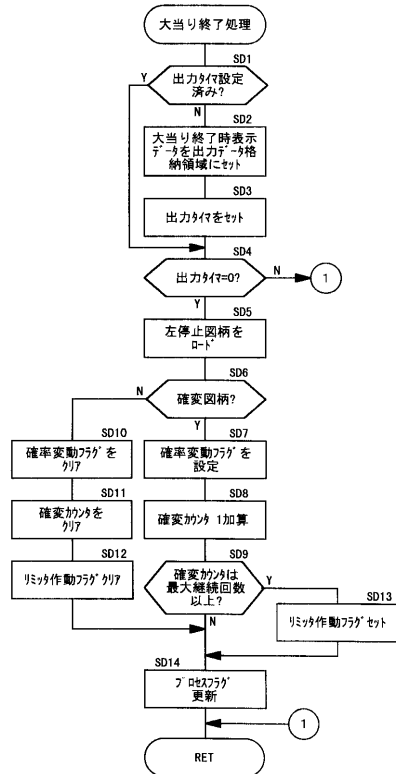 大当り終了処理
SD1
Y
出力ﾀｲﾏ設定
済み?
N
SD2
大当り終了時表示
ﾃﾞｰﾀを出力ﾃﾞｰﾀ格
納領域にｾｯﾄ
SD3
出力ﾀｲﾏをｾｯﾄ
SD4
出力ﾀｲﾏ=0?
N
1
Y
SD5
左停止図柄を
ﾛｰﾄﾞ
SD6
N
確変図柄?
SD10
Y
SD7
確率変動ﾌﾗｸﾞを
クリア
確率変動ﾌﾗｸﾞを
設定
SD11
SD8
確変ｶｳﾝﾀを
クリア
確変ｶｳﾝﾀ 1加算
SD12
SD9
リミッタ作動ﾌﾗｸﾞクリア
確変ｶｳﾝﾀは
最大継続回数
以上?
Y
SD13
リミッタ作動ﾌﾗｸﾞセット
N
SD14
ﾌﾟﾛｾｽﾌﾗｸﾞ
更新
1
RET